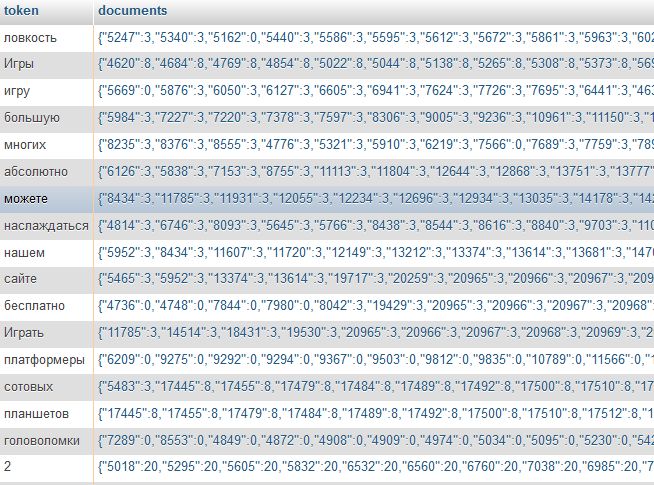 token documents
ловкость {"5247":3,"5340":3,"5162":0,"5440":3,"5586":3,"5595":3,"5612":3,"5672":3,"5861":3,"5963":3,"602
Игры {"4620":8,"4684":8,"4769":8,"4854":8,"5022":8,"5044":8,"5138":8,"5265":8,"5308":8,"5373":8,"569
игру {"5669":0,"5876":3,"6050":3,"6127":3,"6605":3,"6941":3,"7624":3,"7726":3,"7695":3,"6441":3,"463
большую {"5984":3,"7227":3,"7220":3,"7378":3,"7597":3,"8306":3,"9005":3,"9236":3,"10961":3,"11150":3,"1
многих {"8235":3,"8376":3,"8555":3,"4776":3,"5321":3,"5910":3,"6219":3,"7566":0,"7689":3,"7759":3,"789
абсолютно {"6126":3,"5838":3,"7153":3,"8755":3,"11113":3,"11804":3,"12644":3,"12868":3,"13751":3,"13777"
можете {"8434":3,"11785":3,"11931":3,"12055":3,"12234":3,"12696":3,"12934":3,"13035":3,"14178":3,"142
наслаждаться {"4814":3,"6746":3,"8093":3,"5645":3,"5766":3,"8438":3,"8544":3,"8616":3,"8840":3,"9703":3,"110
нашем {"5952":3,"8434":3,"11607":3,"11720":3,"12149":3,"13212":3,"13374":3,"13614":3,"13681":3,"1470
сайте {"5465":3,"5952":3,"13374":3,"13614":3,"19717":3,"20259":3,"20965":3,"20966":3,"20967":3,"209
бесплатно {"4736":0,"4748":0,"7844":0,"7980":0,"8042":3,"19429":3,"20965":3,"20966":3,"20967":3,"20968"
Играть {"11785":3,"14514":3,"18431":3,"19530":3,"20965":3,"20966":3,"20967":3,"20968":3,"20969":3,"2
платформеры {"6209":0,"9275":0,"9292":0,"9294":0,"9367":0,"9503":0,"9812":0,"9835":0,"10789":0,"11566":0,"1
сотовых {"5483":3,"17445":8,"17455":8,"17479":8,"17484":8,"17489":8,"17492":8,"17500":8,"17510":8,"17
планшетов {"17445":8,"17455":8,"17479":8,"17484":8,"17489":8,"17492":8,"17500":8,"17510":8,"17512":8,"1
головоломки {"7289":0,"8553":0,"4849":0,"4872":0,"4908":0,"4909":0,"4974":0,"5034":0,"5095":0,"5230":0,"542
2 {"5018":20,"5295":20,"5605":20,"5832":20,"6532":20,"6560":20,"6760":20,"7038":20,"6985":20,"7